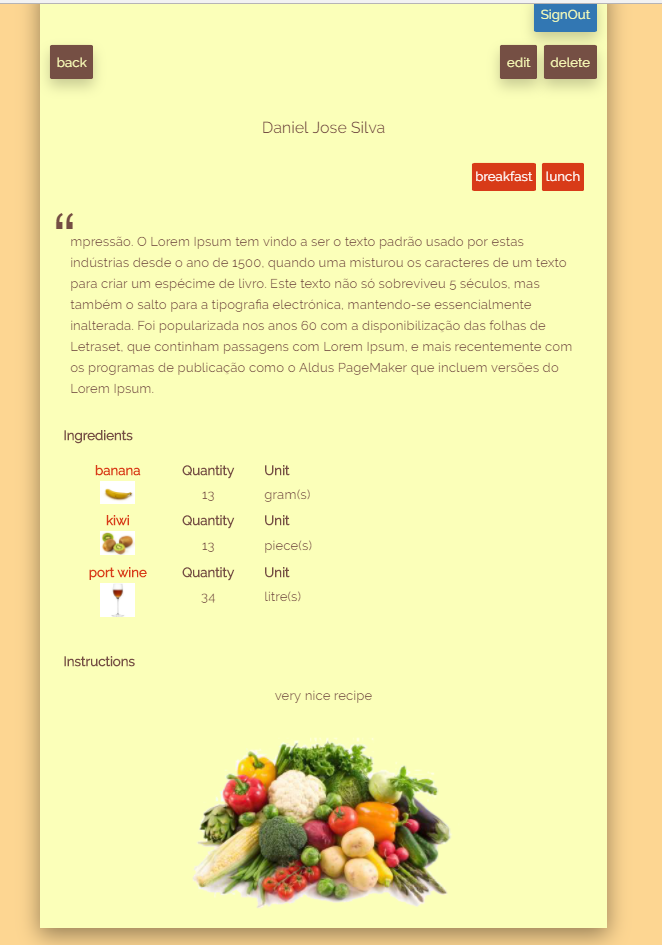 SignOut
back edit delete
Daniel Jose Silva
breakfast lunch
“
mpressão. O Lorem Ipsum tem vindo a ser o texto padrão usado por estas
indústrias desde o ano de 1500, quando uma misturou os caracteres de um texto
para criar um espécime de livro. Este texto não só sobreviveu 5 séculos, mas
também o salto para a tipografia electrónica, mantendo-se essencialmente
inalterada. Foi popularizada nos anos 60 com a disponibilização das folhas de
Letraset, que continham passagens com Lorem Ipsum, e mais recentemente com
os programas de publicação como o Aldus PageMaker que incluem versões do
Lorem Ipsum.
Ingredients
banana Quantity Unit
13 gram(s)
kiwi Quantity Unit
13 piece(s)
port wine Quantity Unit
34 litre(s)
Instructions
very nice recipe